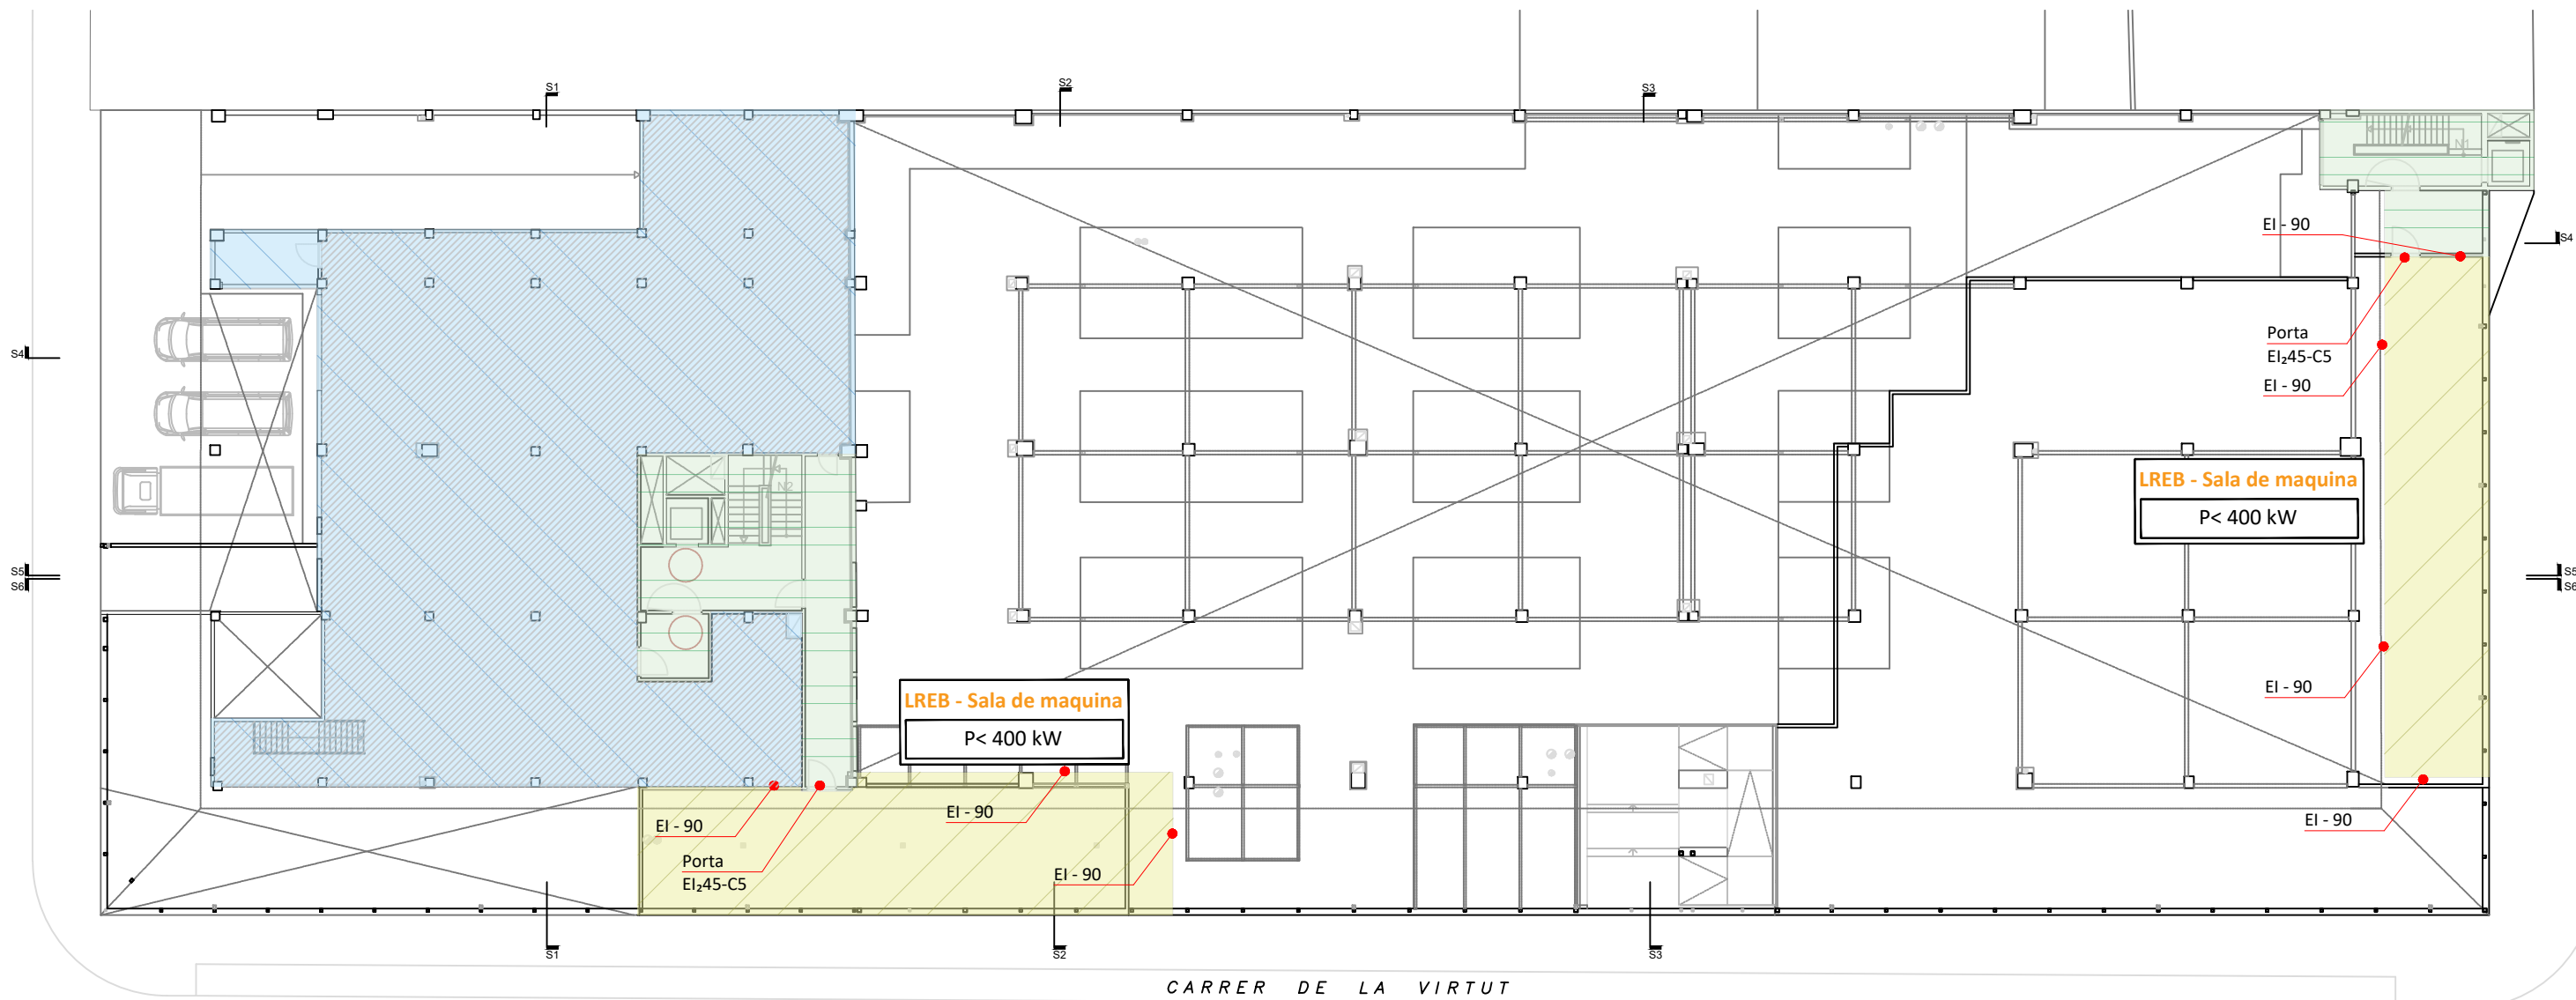 S1
S2
S3
N1
EI - 90
S4
Porta
EI₂45-C5
EI - 90
S4
LREB - Sala de maquina
P< 400 kW
N2
S5
S6
S5
S6
EI - 90
LREB - Sala de maquina
P< 400 kW
EI - 90
EI - 90
EI - 90
Porta
EI₂45-C5
EI - 90
S1
S2
S3
CARRER DE LA VIRTUT